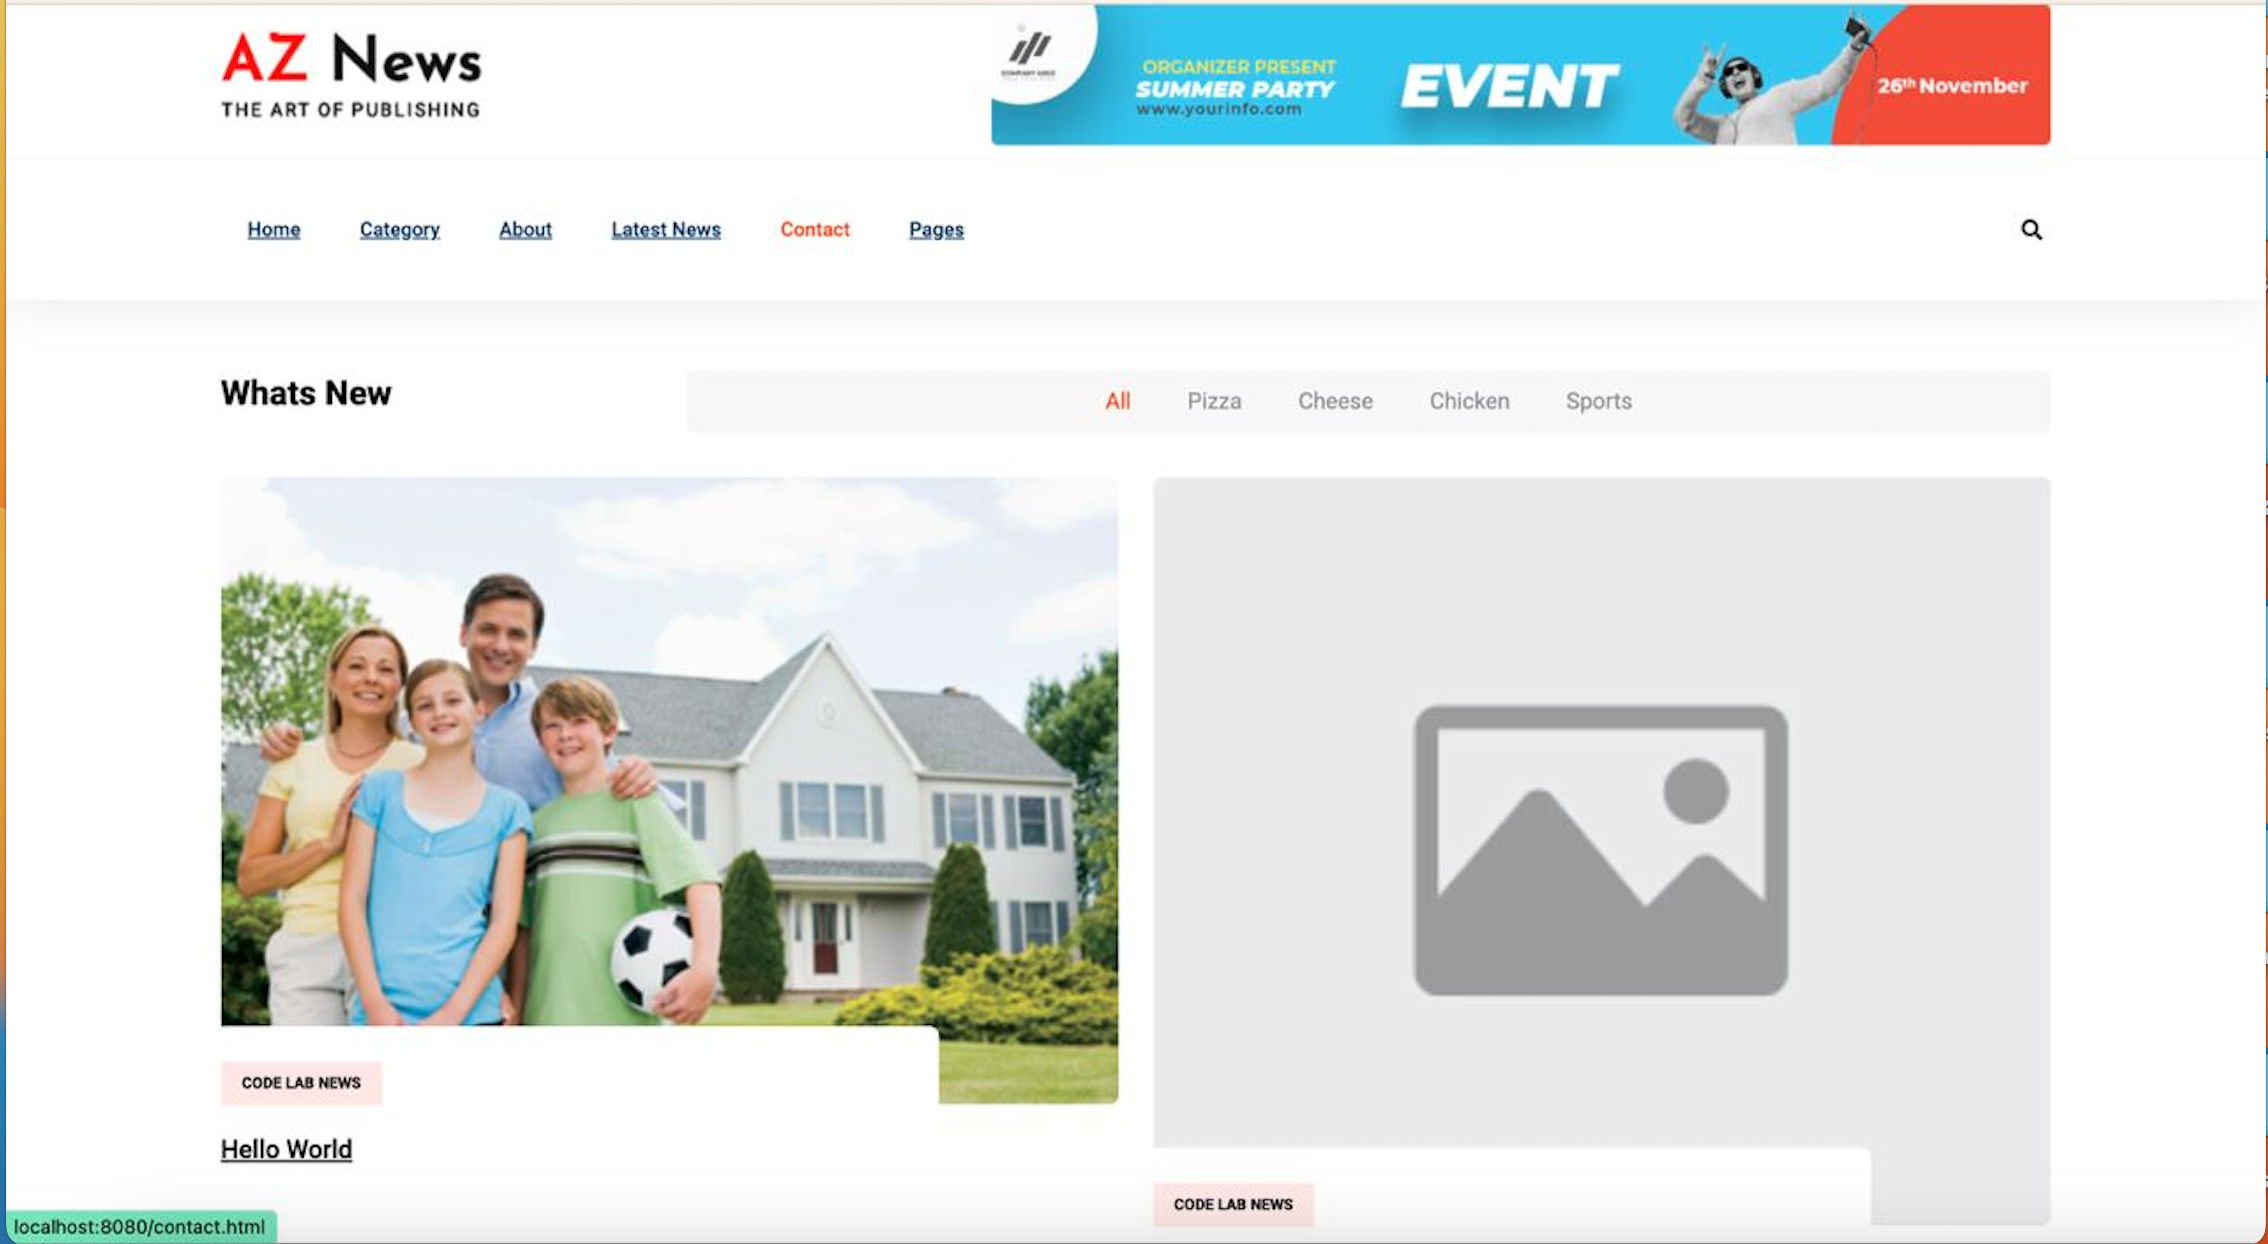 AZ News
THE ART OF PUBLISHING
COMPANY LOGO
ORGANIZER PRESENT
SUMMER PARTY
www.yourinfo.com
EVENT
26th November
Home Category About Latest News Contact Pages
Whats New
All Pizza Cheese Chicken Sports
CODE LAB NEWS
Hello World
CODE LAB NEWS
localhost:8080/contact.html